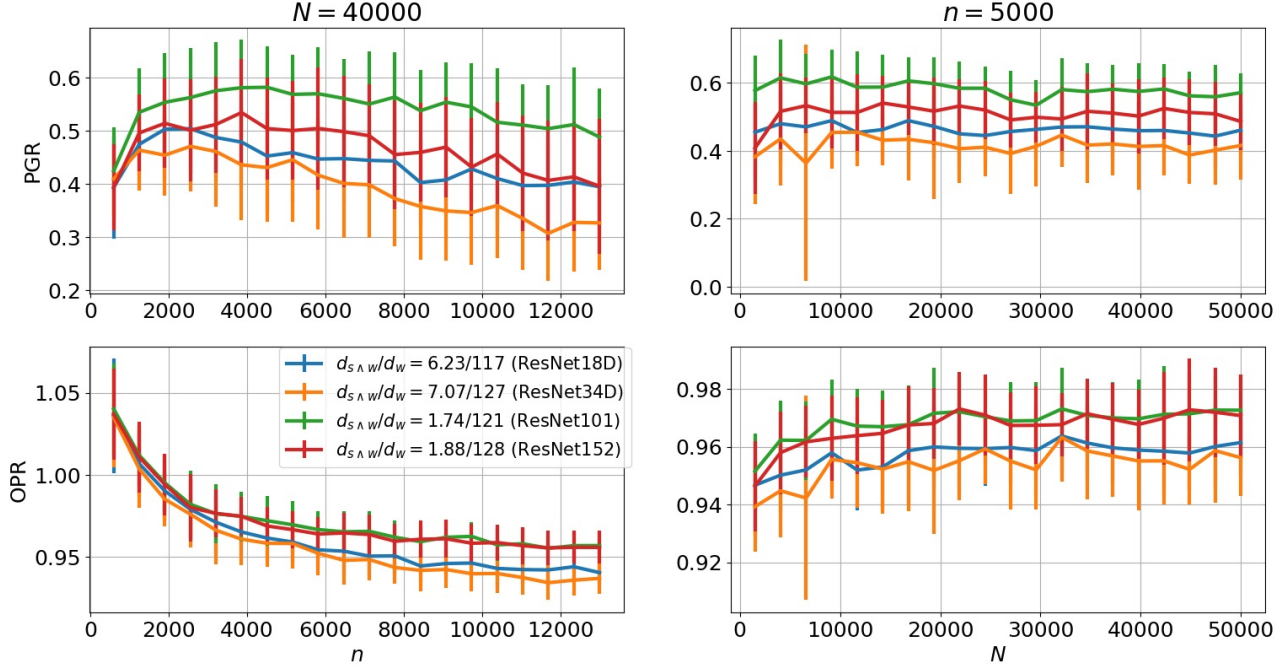 N = 40000
n = 5000
PGR
0.6
0.5
0.4
0.3
0.2
0 2000 4000 6000 8000 10000 12000
0.6
0.4
0.2
0.0
0 10000 20000 30000 40000 50000
OPR
1.05
1.00
0.95
d_{s∧w}/d_w = 6.23/117 (ResNet18D)
d_{s∧w}/d_w = 7.07/127 (ResNet34D)
d_{s∧w}/d_w = 1.74/121 (ResNet101)
d_{s∧w}/d_w = 1.88/128 (ResNet152)
0 2000 4000 6000 8000 10000 12000
n
0.98
0.96
0.94
0.92
0 10000 20000 30000 40000 50000
N